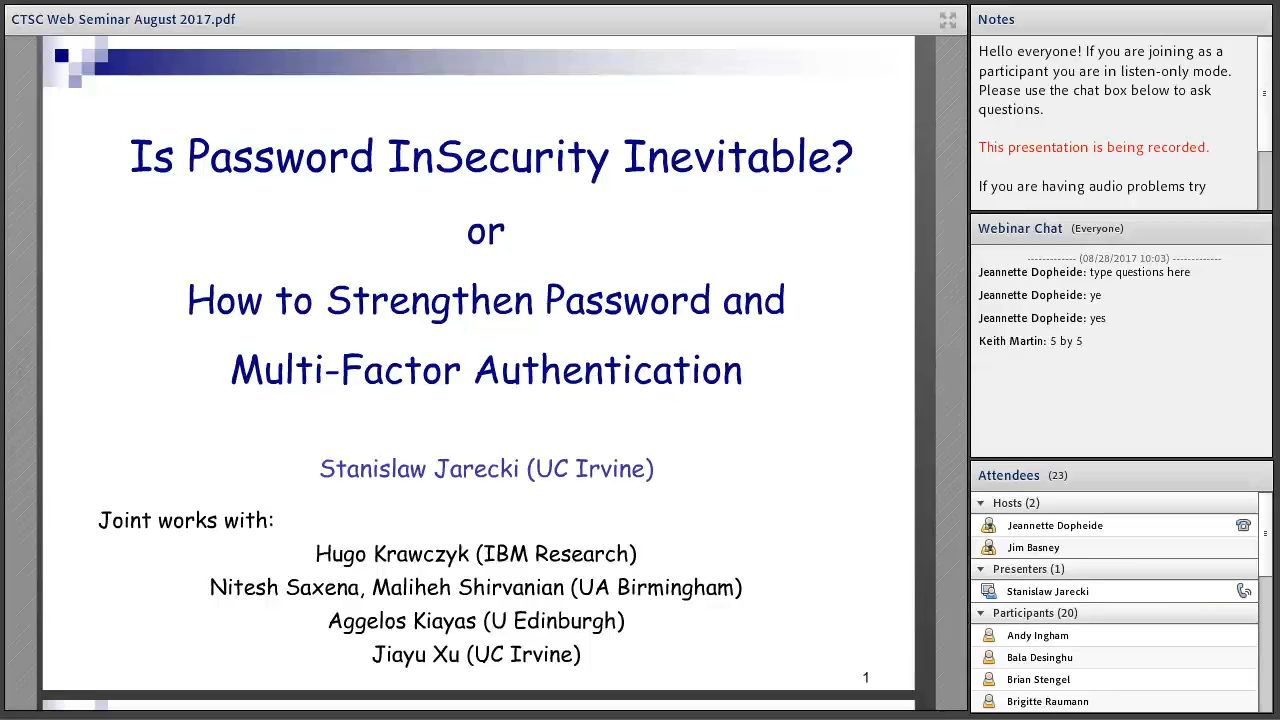 CTSC Web Seminar August 2017.pdf
Is Password InSecurity Inevitable?
or
How to Strengthen Password and
Multi-Factor Authentication
Stanislaw Jarecki (UC Irvine)
Joint works with:
Hugo Krawczyk (IBM Research)
Nitesh Saxena, Maliheh Shirvanian (UA Birmingham)
Aggelos Kiayas (U Edinburgh)
Jiayu Xu (UC Irvine)
1
Notes
Hello everyone! If you are joining as a
participant you are in listen-only mode.
Please use the chat box below to ask
questions.
This presentation is being recorded.
If you are having audio problems try
Webinar Chat (Everyone)
------------ (08/28/2017 10:03) ------------
Jeannette Dopheide: type questions here
Jeannette Dopheide: ye
Jeannette Dopheide: yes
Keith Martin: 5 by 5
Attendees (23)
Hosts (2)
Jeannette Dopheide
Jim Basney
Presenters (1)
Stanislaw Jarecki
Participants (20)
Andy Ingham
Bala Desinghu
Brian Stengel
Brigitte Raumann